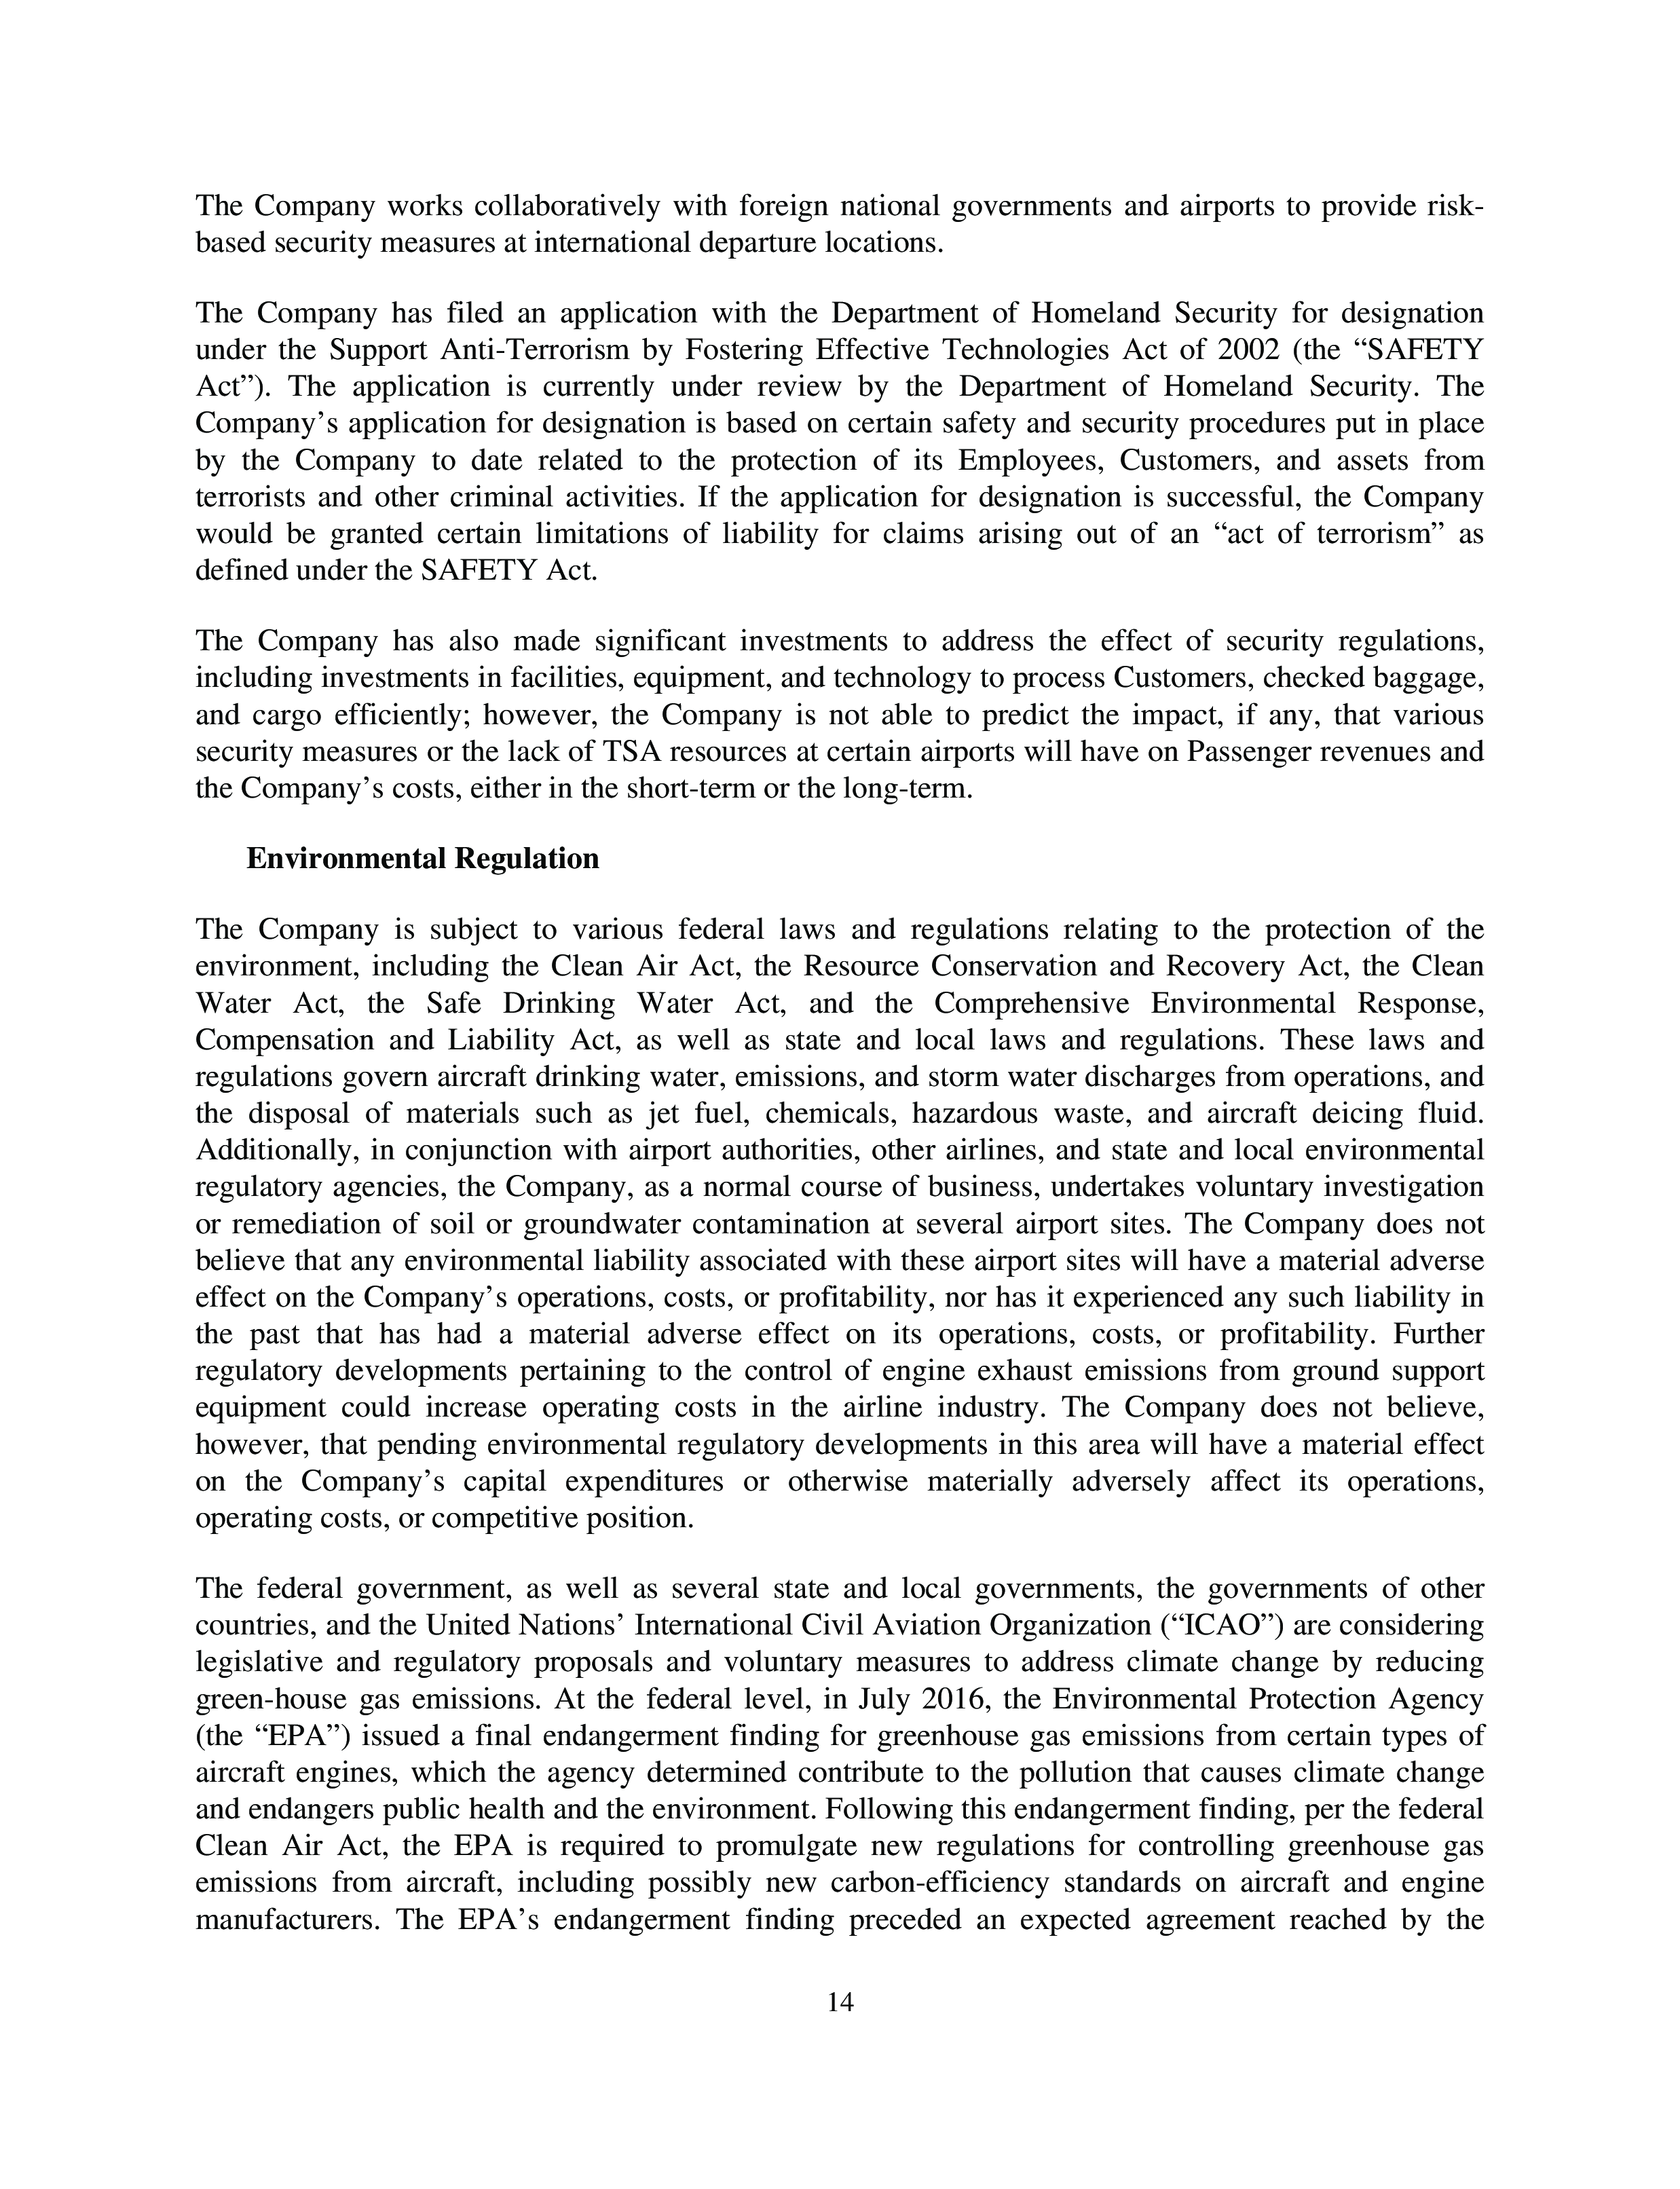 The Company works collaboratively with foreign national governments and airports to provide risk-
based security measures at international departure locations.
The Company has filed an application with the Department of Homeland Security for designation
under the Support Anti-Terrorism by Fostering Effective Technologies Act of 2002 (the “SAFETY
Act”). The application is currently under review by the Department of Homeland Security. The
Company’s application for designation is based on certain safety and security procedures put in place
by the Company to date related to the protection of its Employees, Customers, and assets from
terrorists and other criminal activities. If the application for designation is successful, the Company
would be granted certain limitations of liability for claims arising out of an “act of terrorism” as
defined under the SAFETY Act.
The Company has also made significant investments to address the effect of security regulations,
including investments in facilities, equipment, and technology to process Customers, checked baggage,
and cargo efficiently; however, the Company is not able to predict the impact, if any, that various
security measures or the lack of TSA resources at certain airports will have on Passenger revenues and
the Company’s costs, either in the short-term or the long-term.
Environmental Regulation
The Company is subject to various federal laws and regulations relating to the protection of the
environment, including the Clean Air Act, the Resource Conservation and Recovery Act, the Clean
Water Act, the Safe Drinking Water Act, and the Comprehensive Environmental Response,
Compensation and Liability Act, as well as state and local laws and regulations. These laws and
regulations govern aircraft drinking water, emissions, and storm water discharges from operations, and
the disposal of materials such as jet fuel, chemicals, hazardous waste, and aircraft deicing fluid.
Additionally, in conjunction with airport authorities, other airlines, and state and local environmental
regulatory agencies, the Company, as a normal course of business, undertakes voluntary investigation
or remediation of soil or groundwater contamination at several airport sites. The Company does not
believe that any environmental liability associated with these airport sites will have a material adverse
effect on the Company’s operations, costs, or profitability, nor has it experienced any such liability in
the past that has had a material adverse effect on its operations, costs, or profitability. Further
regulatory developments pertaining to the control of engine exhaust emissions from ground support
equipment could increase operating costs in the airline industry. The Company does not believe,
however, that pending environmental regulatory developments in this area will have a material effect
on the Company’s capital expenditures or otherwise materially adversely affect its operations,
operating costs, or competitive position.
The federal government, as well as several state and local governments, the governments of other
countries, and the United Nations’ International Civil Aviation Organization (“ICAO”) are considering
legislative and regulatory proposals and voluntary measures to address climate change by reducing
green-house gas emissions. At the federal level, in July 2016, the Environmental Protection Agency
(the “EPA”) issued a final endangerment finding for greenhouse gas emissions from certain types of
aircraft engines, which the agency determined contribute to the pollution that causes climate change
and endangers public health and the environment. Following this endangerment finding, per the federal
Clean Air Act, the EPA is required to promulgate new regulations for controlling greenhouse gas
emissions from aircraft, including possibly new carbon-efficiency standards on aircraft and engine
manufacturers. The EPA’s endangerment finding preceded an expected agreement reached by the
14